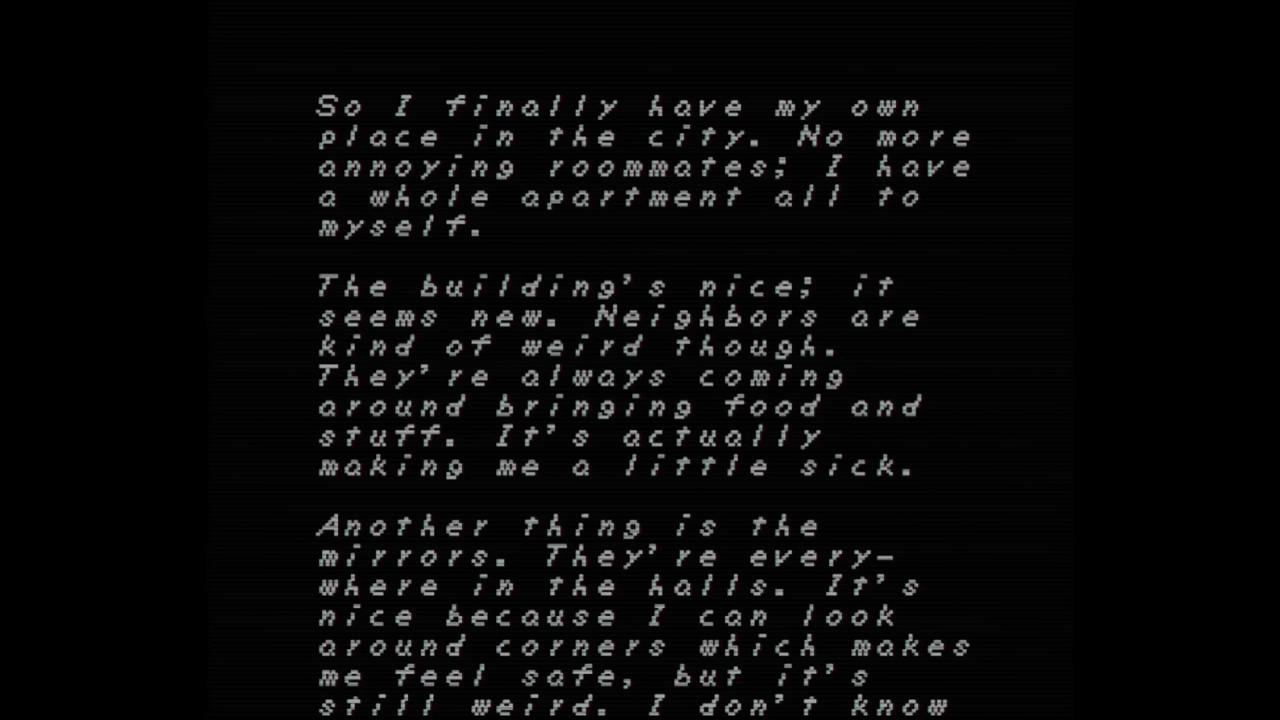 So I finally have my own
place in the city. No more
annoying roommates; I have
a whole apartment all to
myself.
The building's nice; it
seems new. Neighbors are
kind of weird though.
They're always coming
around bringing food and
stuff. It's actually
making me a little sick.
Another thing is the
mirrors. They're every-
where in the halls. It's
nice because I can look
around corners which makes
me feel safe, but it's
still weird. I don't know